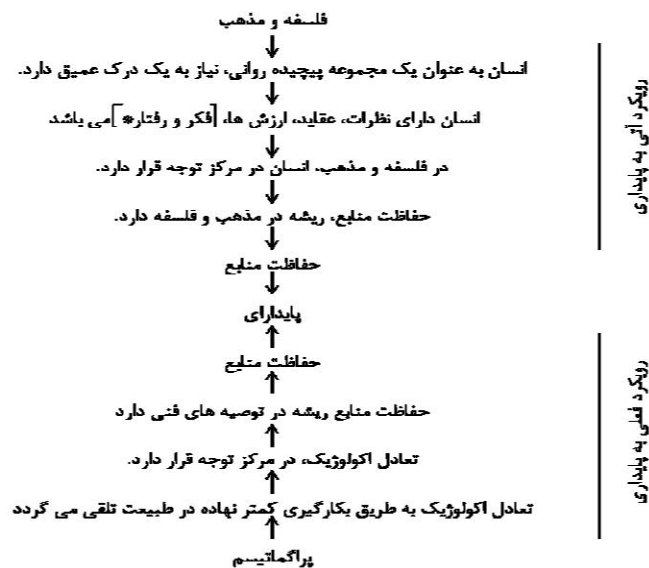 فلسفه و مذهب
انسان به عنوان یک مجموعه پیچیده روانی، نیاز به یک درک عمیق دارد.
انسان دارای نظرات، عقاید، ارزش ها، [فکر و رفتار*] می باشد
در فلسفه و مذهب، انسان در مرکز توجه قرار دارد.
حفاظت منابع، ریشه در مذهب و فلسفه دارد.
حفاظت منابع
پایدارای
حفاظت منابع
حفاظت منابع ریشه در توصیه های فنی دارد
تعادل اکولوژیک، در مرکز توجه قرار دارد.
تعادل اکولوژیک به طریق بکارگیری کمتر نهاده در طبیعت تلقی می گردد
پراگماتیسم
رویکرد آتی به پایداری
رویکرد فعلی به پایداری